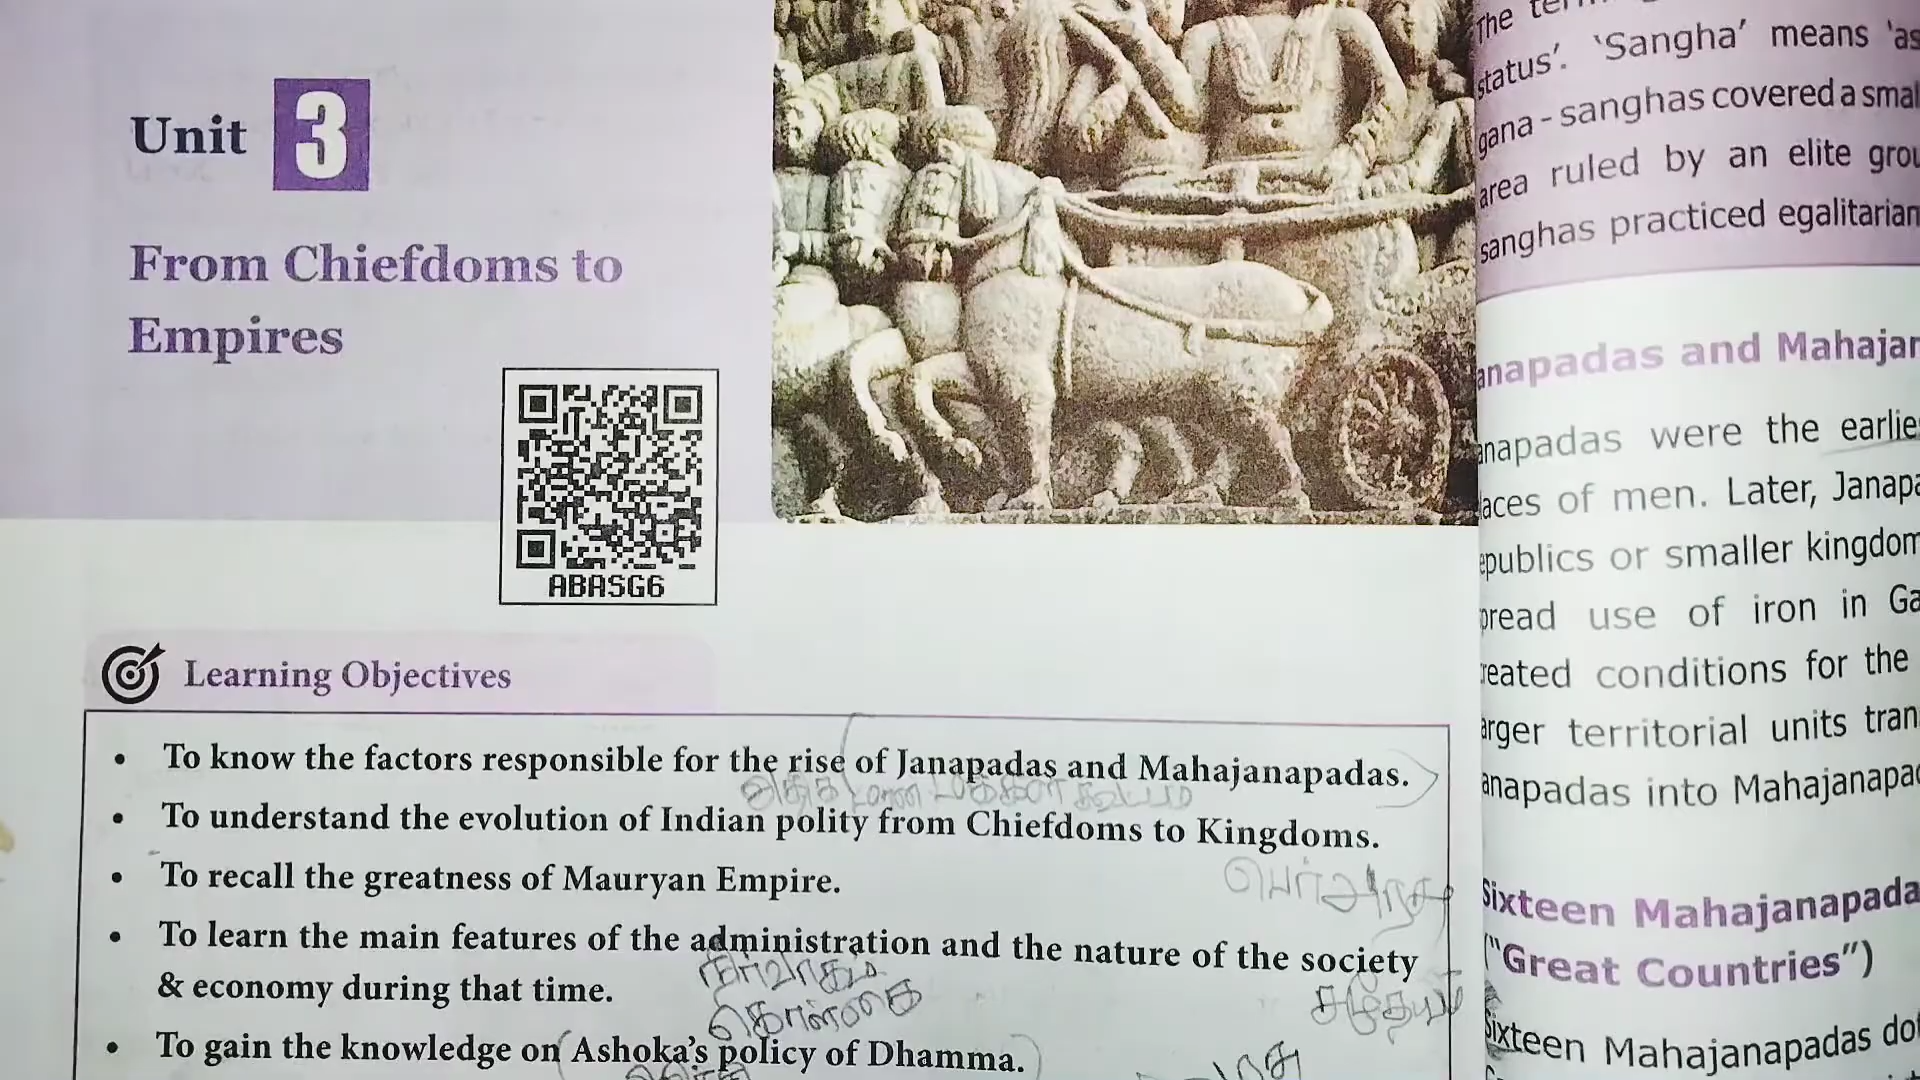 Unit 3
From Chiefdoms to
Empires
ABASG6
Learning Objectives
• To know the factors responsible for the rise of Janapadas and Mahajanapadas.
• To understand the evolution of Indian polity from Chiefdoms to Kingdoms.
• To recall the greatness of Mauryan Empire.
பெரரசு
• To learn the main features of the administration and the nature of the society
நிர்வாகம்
& economy during that time.
கொள்கை
• To gain the knowledge on Ashoka's policy of Dhamma.
The
status'. 'Sangha' means
gana - sanghas covered a
area ruled by an elite
sanghas practiced
and
were the
of men. Later,
or smaller
use of iron in
conditions for the
territorial units
into
Sixteen
("Great Countries")
Sixteen Mahajanapadas